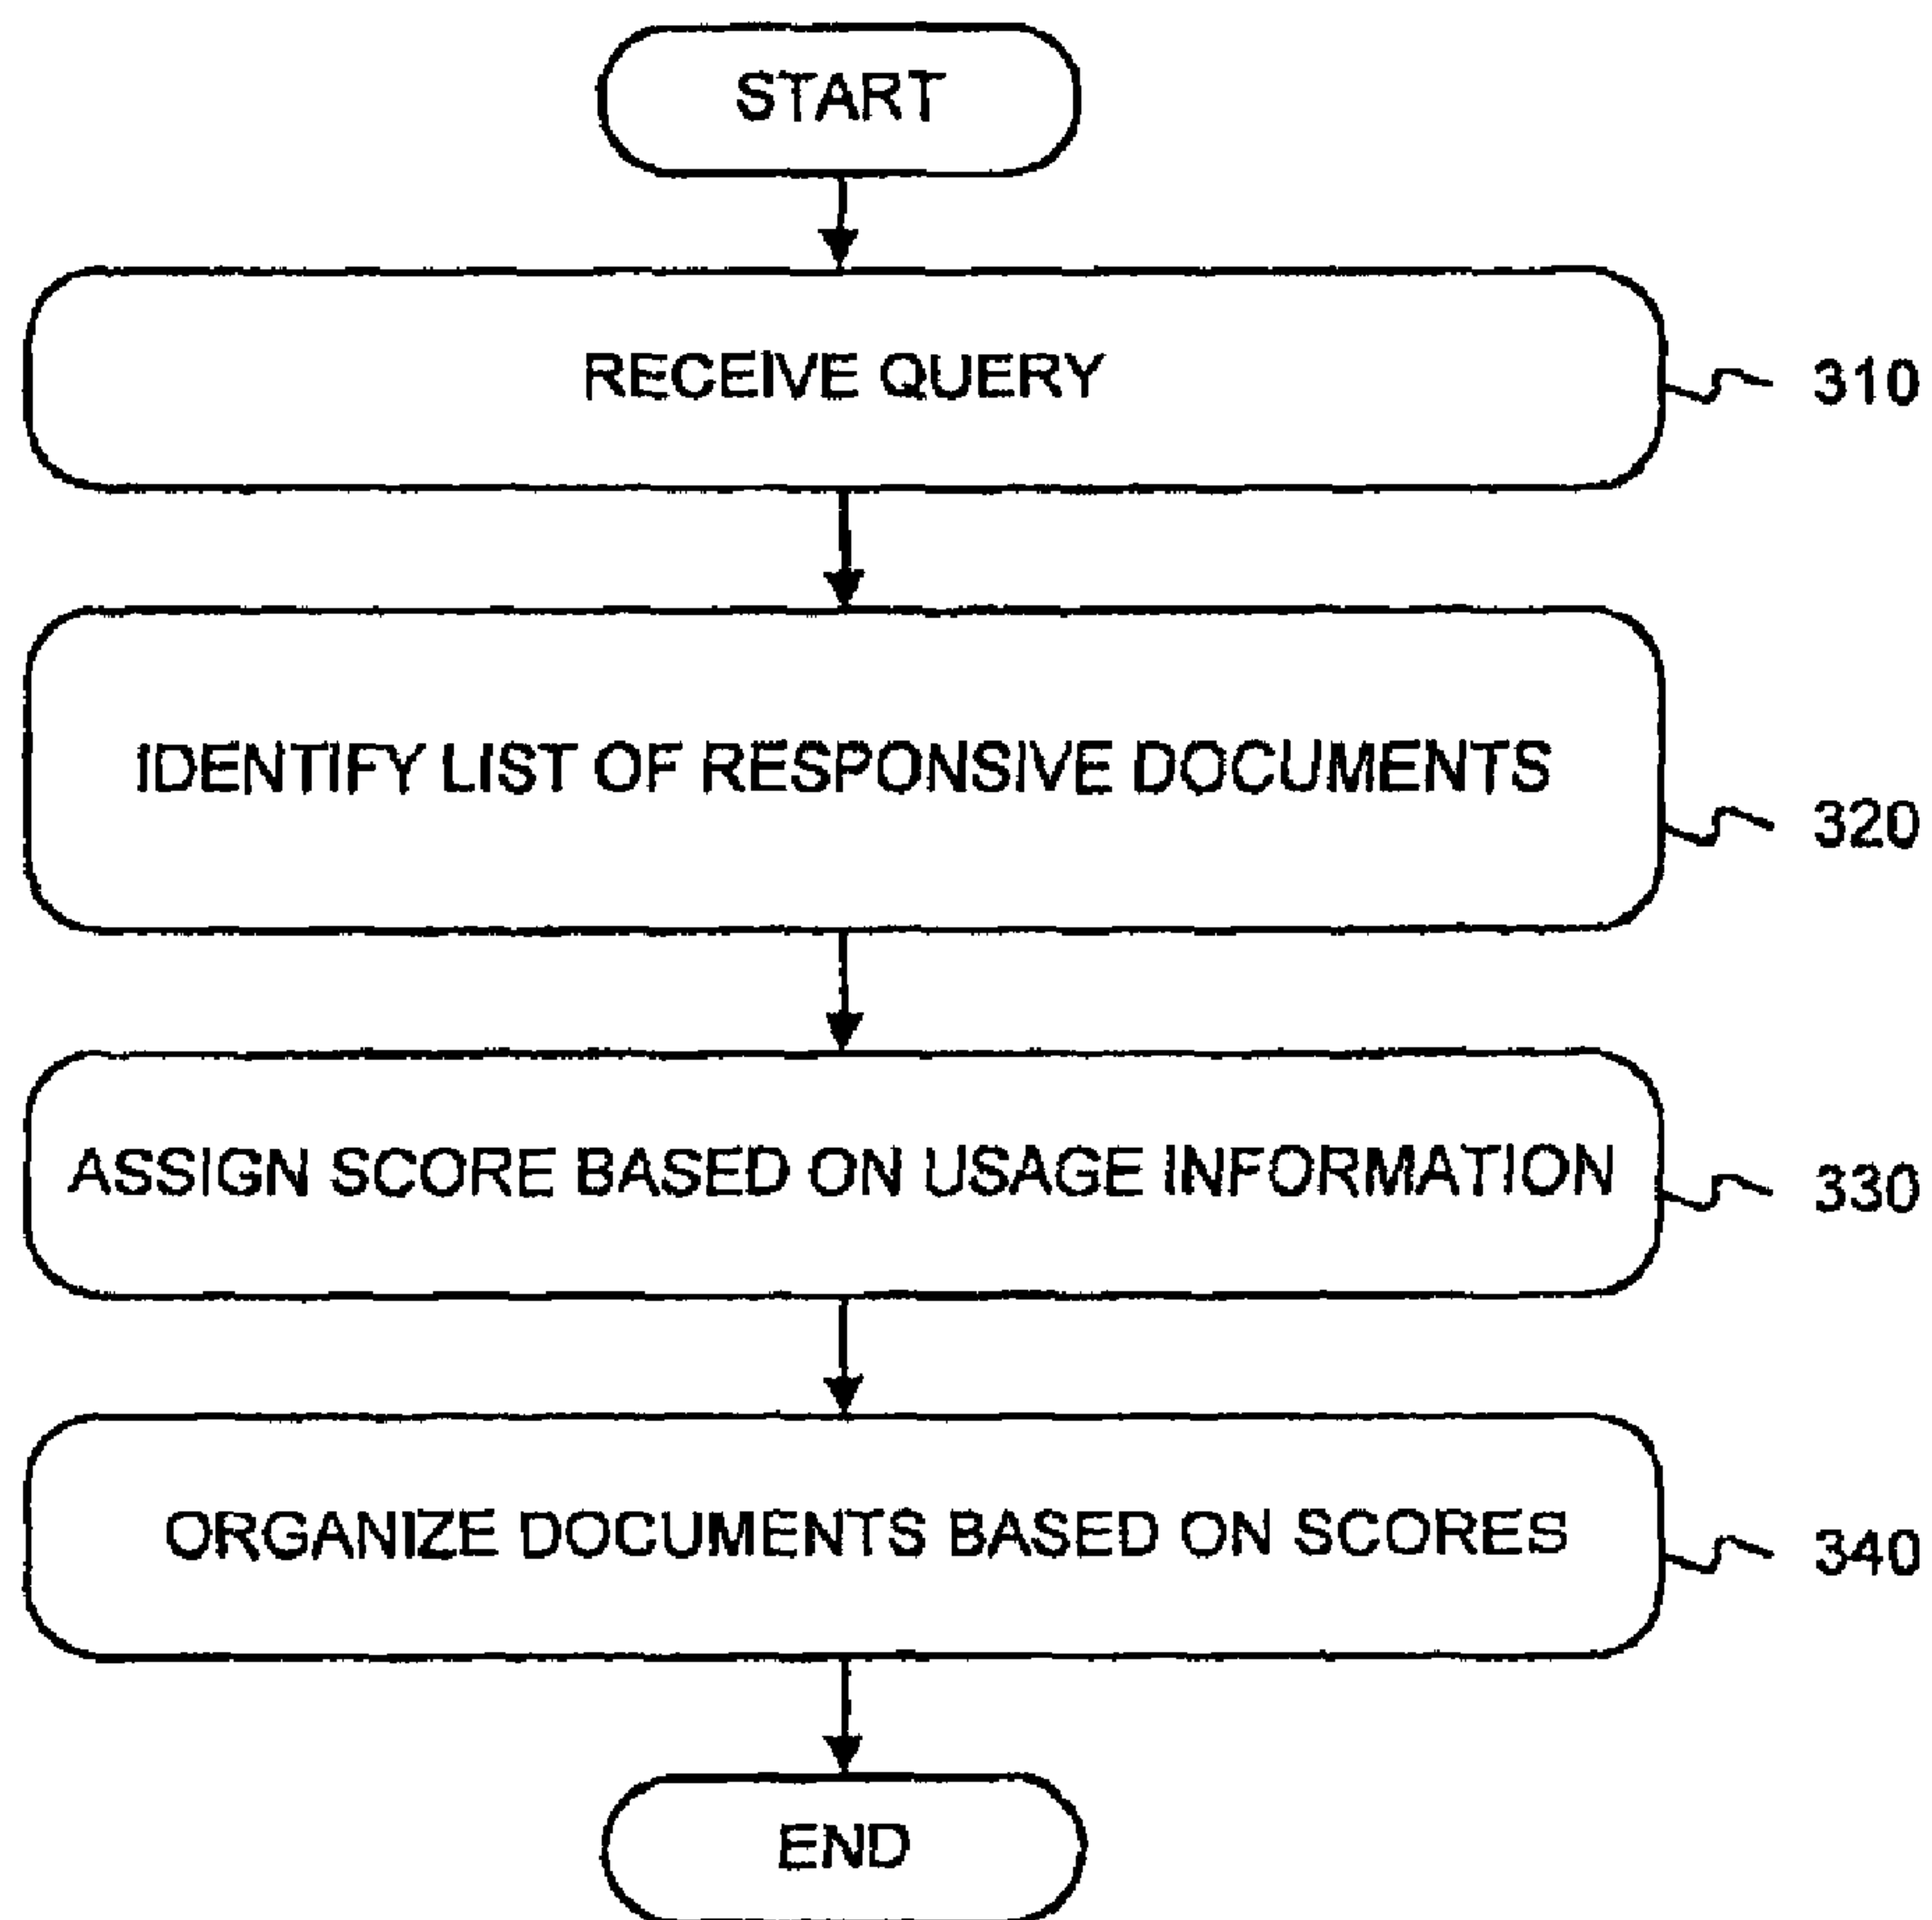 START
RECEIVE QUERY
310
IDENTIFY LIST OF RESPONSIVE DOCUMENTS
320
ASSIGN SCORE BASED ON USAGE INFORMATION
330
ORGANIZE DOCUMENTS BASED ON SCORES
340
END